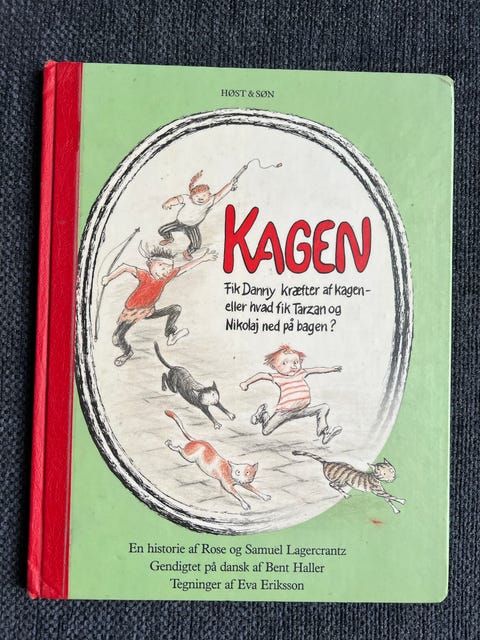 HØST & SØN
KAGEN
Fik Danny kræfter af kagen -
eller hvad fik Tarzan og
Nikolaj ned på bagen?
En historie af Rose og Samuel Lagercrantz
Gendigtet på dansk af Bent Haller
Tegninger af Eva Eriksson